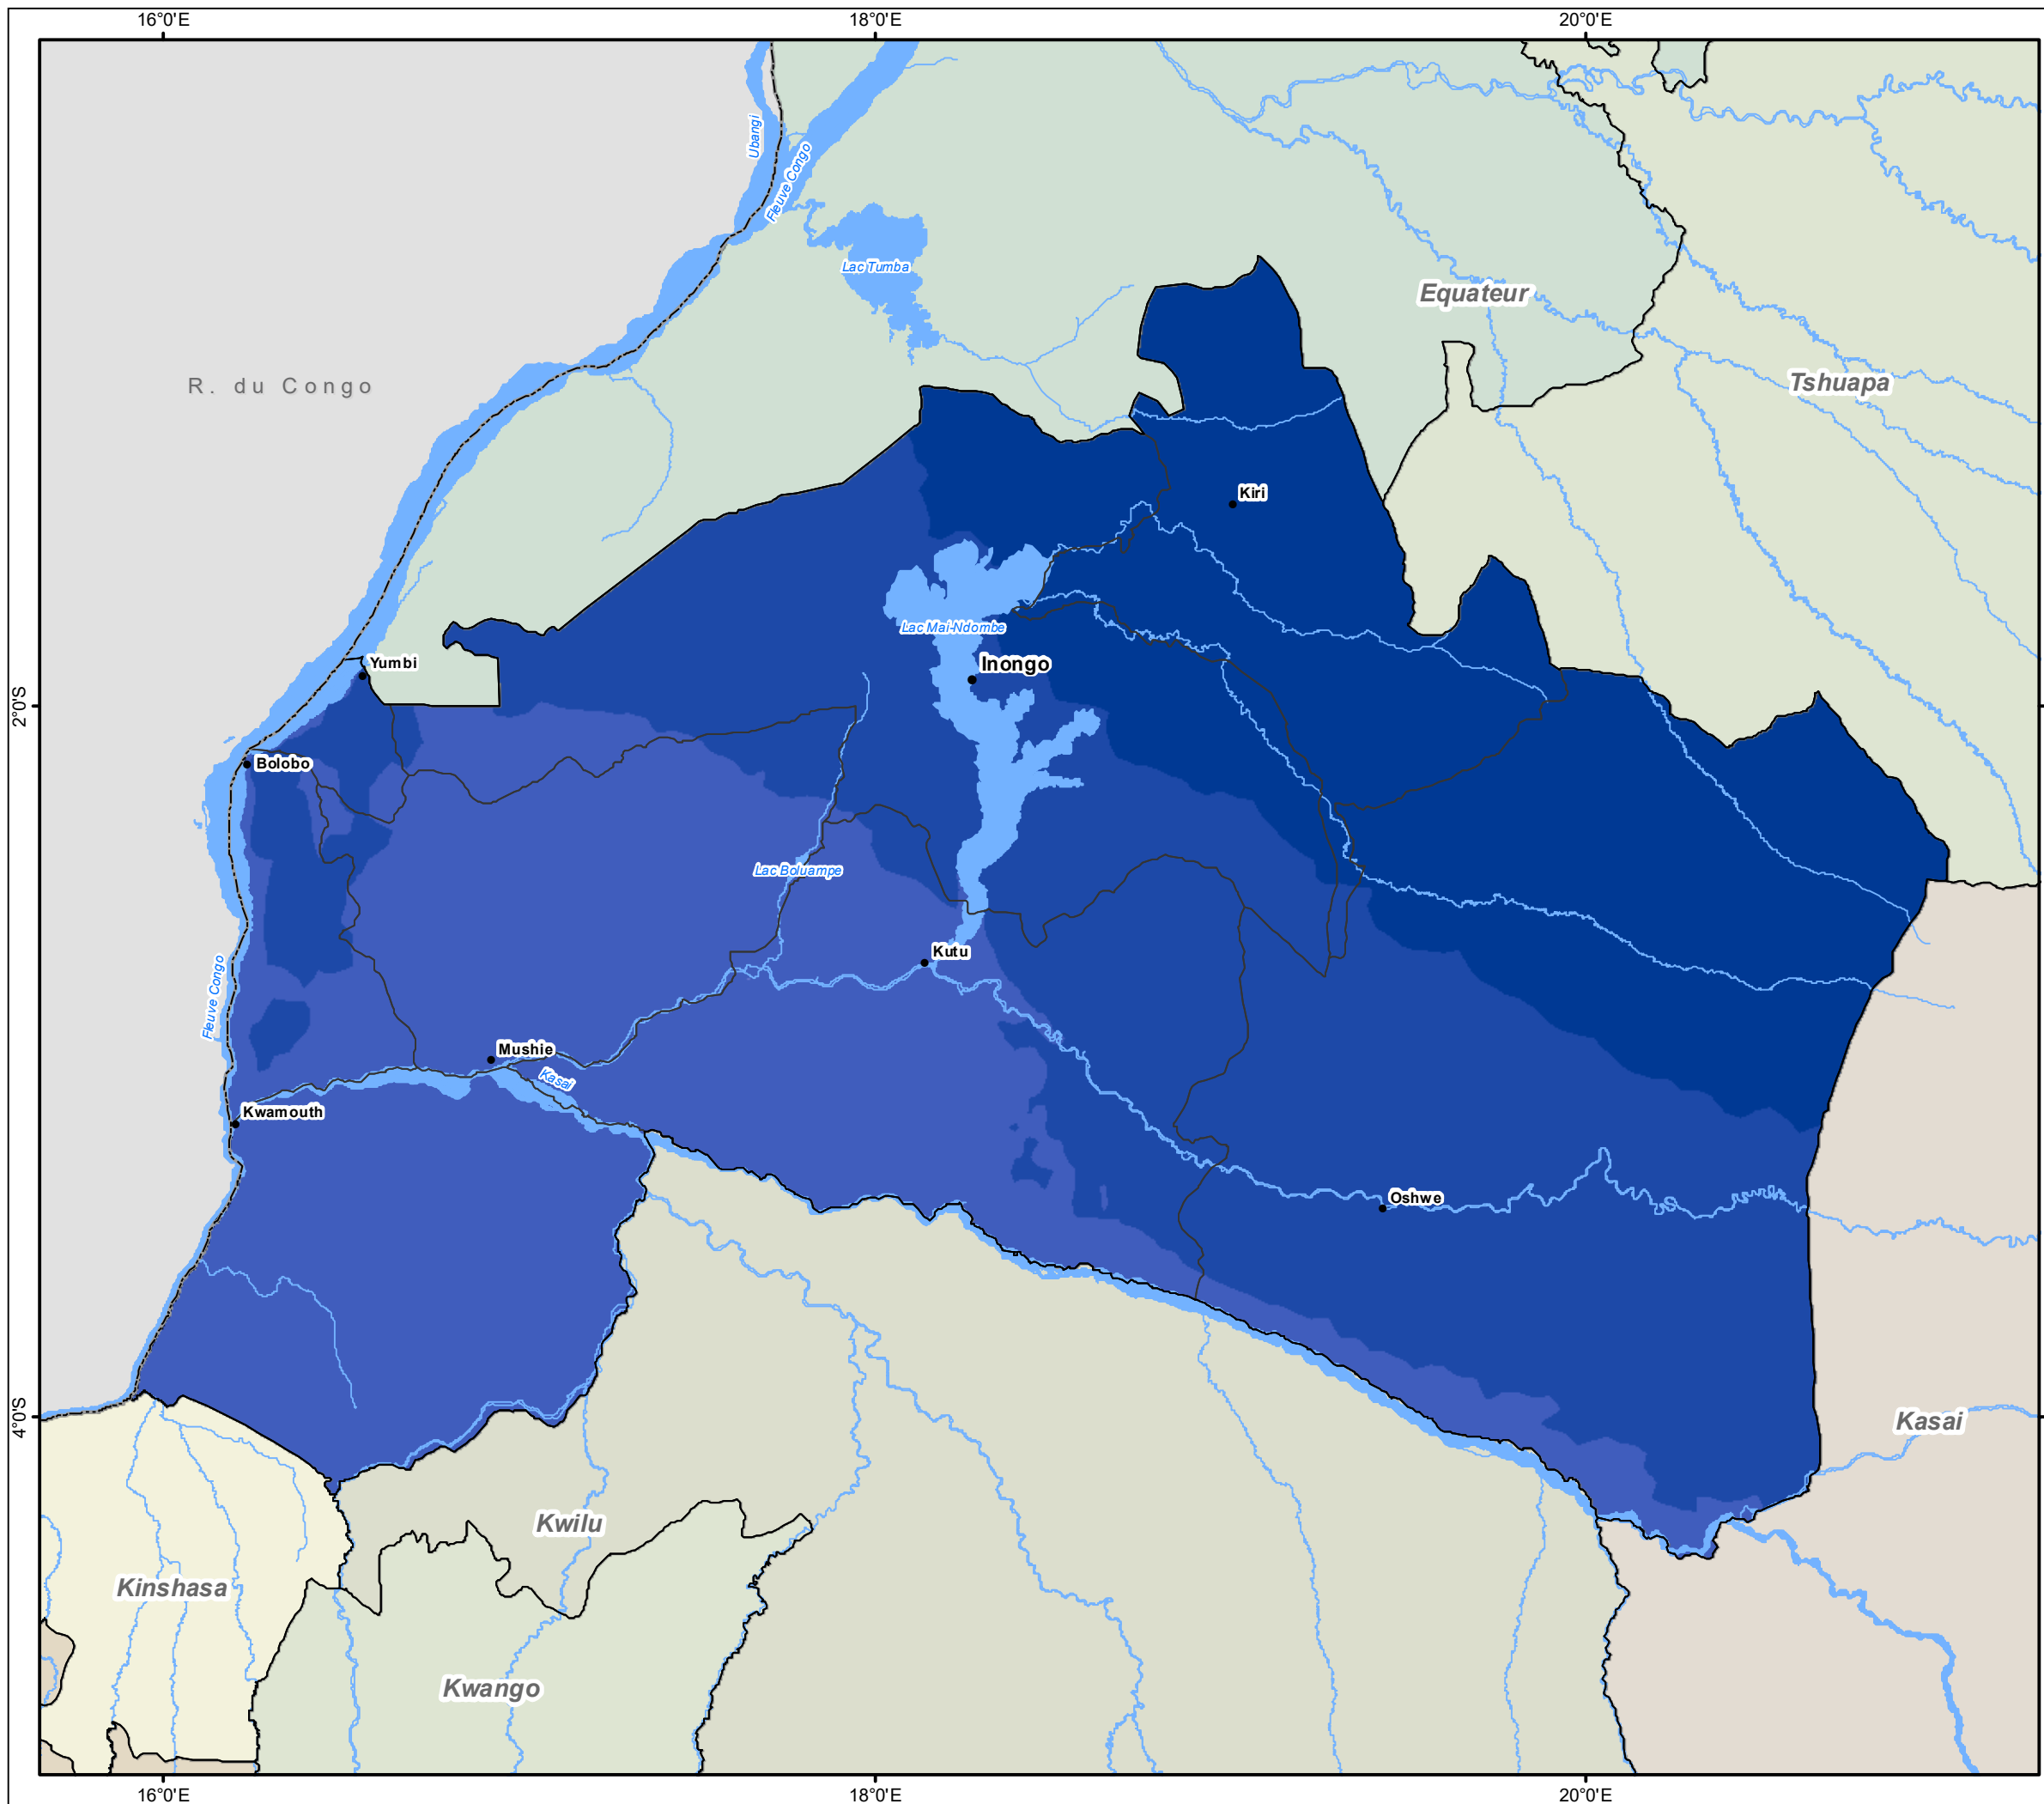 16°0'E
18°0'E
20°0'E
Ubangi
Fleuve Congo
Lac Tumba
Equateur
R. du Congo
Tshuapa
Kiri
Lac Mai-Ndombe
Yumbi
Inongo
2°0'S
2°0'S
Bolobo
Lac Boluampe
Kutu
Fleuve Congo
Mushie
Kasai
Kwamouth
Oshwe
4°0'S
Kasai
Kwilu
Kinshasa
Kwango
16°0'E
18°0'E
20°0'E